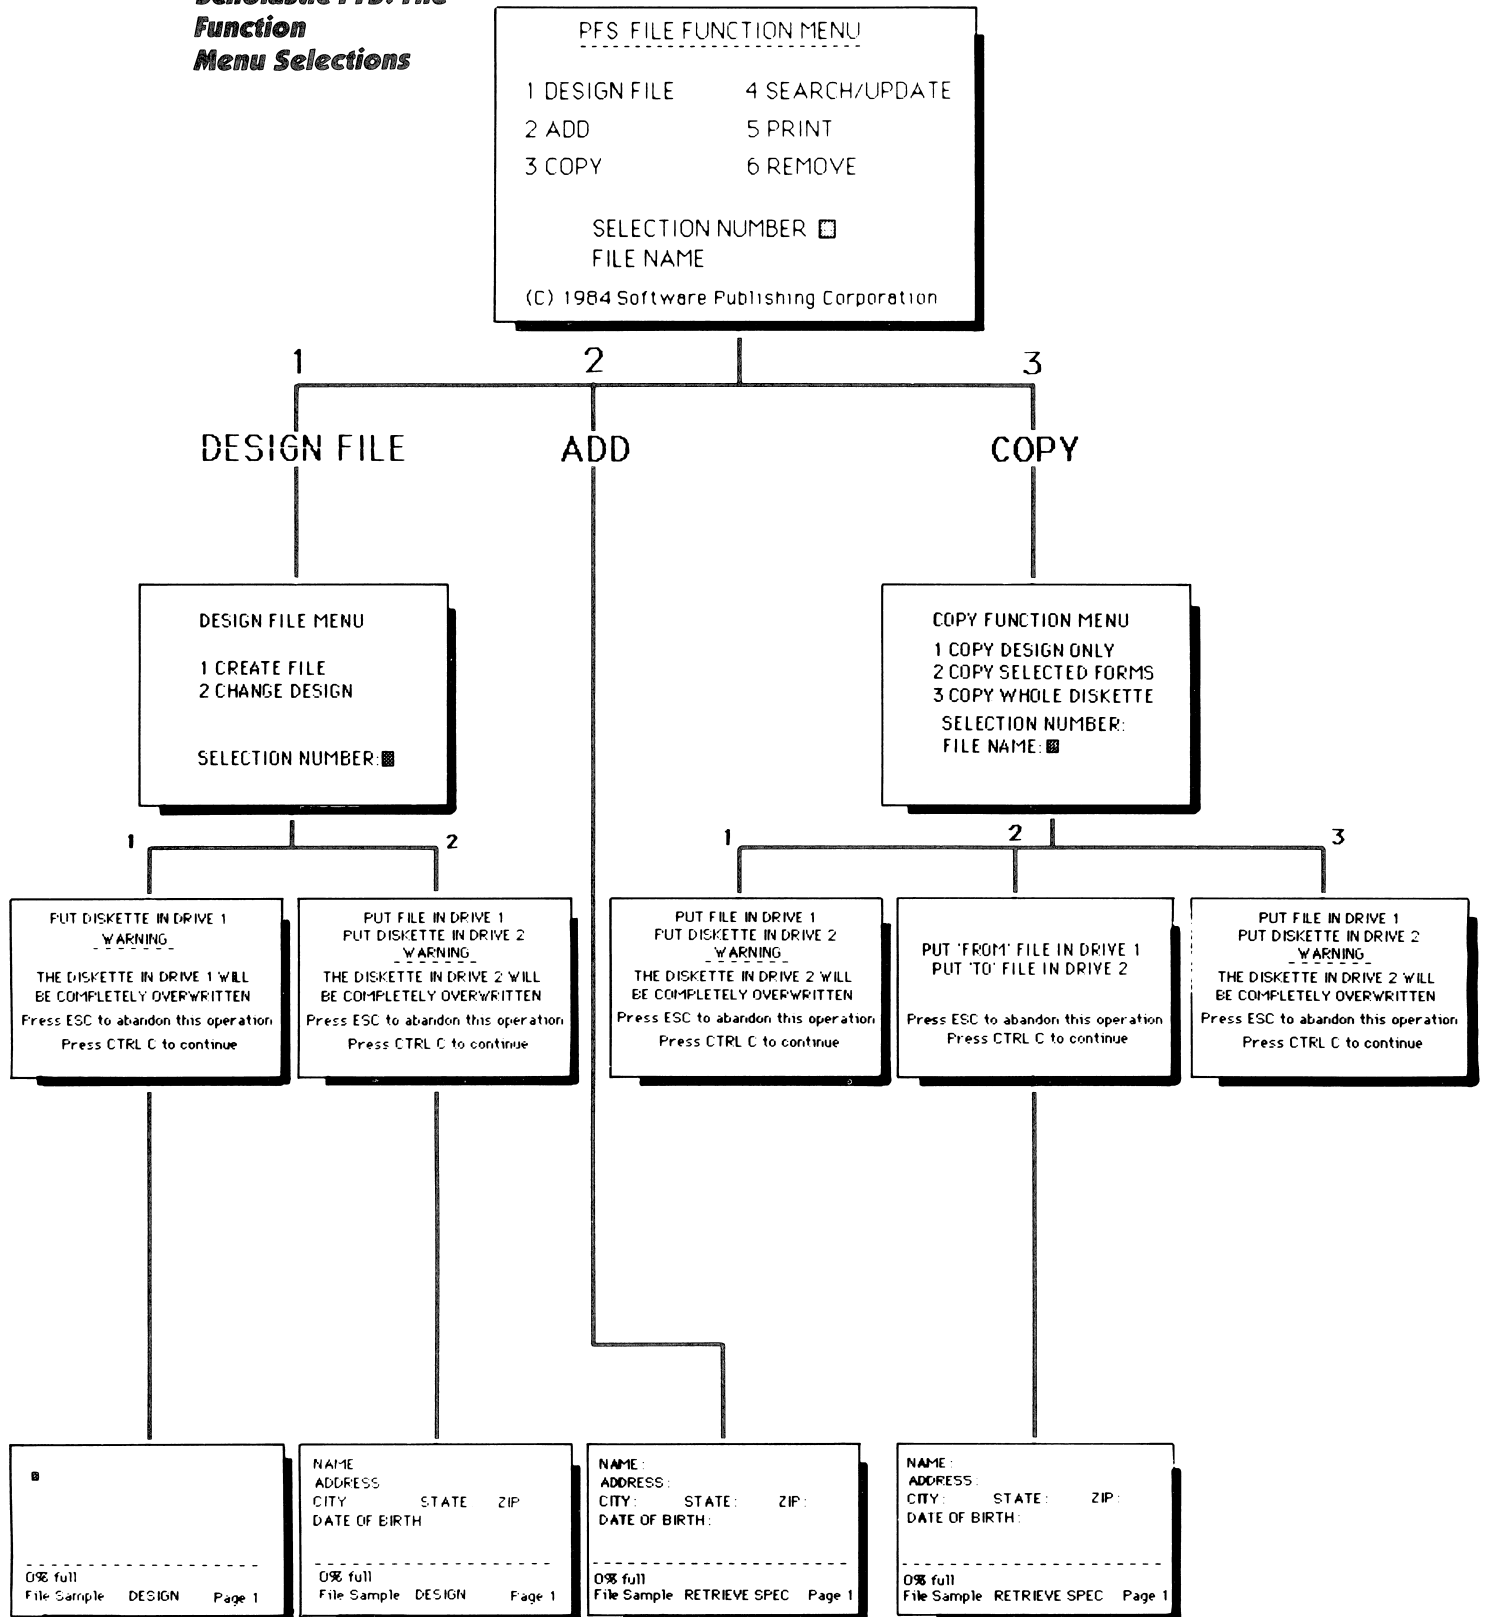 Scholastic PFS: File
Function
Menu Selections
PFS FILE FUNCTION MENU
1 DESIGN FILE 4 SEARCH/UPDATE
2 ADD 5 PRINT
3 COPY 6 REMOVE
SELECTION NUMBER
FILE NAME
(C) 1984 Software Publishing Corporation
1 2 3
DESIGN FILE ADD COPY
DESIGN FILE MENU
1 CREATE FILE
2 CHANGE DESIGN
SELECTION NUMBER:
COPY FUNCTION MENU
1 COPY DESIGN ONLY
2 COPY SELECTED FORMS
3 COPY WHOLE DISKETTE
SELECTION NUMBER:
FILE NAME:
1 2 1 2 3
PUT DISKETTE IN DRIVE 1
WARNING
THE DISKETTE IN DRIVE 1 WILL
BE COMPLETELY OVERWRITTEN
Press ESC to abandon this operation
Press CTRL C to continue
PUT FILE IN DRIVE 1
PUT DISKETTE IN DRIVE 2
WARNING
THE DISKETTE IN DRIVE 2 WILL
BE COMPLETELY OVERWRITTEN
Press ESC to abandon this operation
Press CTRL C to continue
PUT FILE IN DRIVE 1
PUT DISKETTE IN DRIVE 2
WARNING
THE DISKETTE IN DRIVE 2 WILL
BE COMPLETELY OVERWRITTEN
Press ESC to abandon this operation
Press CTRL C to continue
PUT 'FROM' FILE IN DRIVE 1
PUT 'TO' FILE IN DRIVE 2
Press ESC to abandon this operation
Press CTRL C to continue
PUT FILE IN DRIVE 1
PUT DISKETTE IN DRIVE 2
WARNING
THE DISKETTE IN DRIVE 2 WILL
BE COMPLETELY OVERWRITTEN
Press ESC to abandon this operation
Press CTRL C to continue
0% full
File Sample DESIGN Page 1
NAME
ADDRESS
CITY STATE ZIP
DATE OF BIRTH
0% full
File Sample DESIGN Page 1
NAME:
ADDRESS:
CITY: STATE: ZIP:
DATE OF BIRTH:
0% full
File Sample RETRIEVE SPEC Page 1
NAME:
ADDRESS:
CITY: STATE: ZIP:
DATE OF BIRTH:
0% full
File Sample RETRIEVE SPEC Page 1